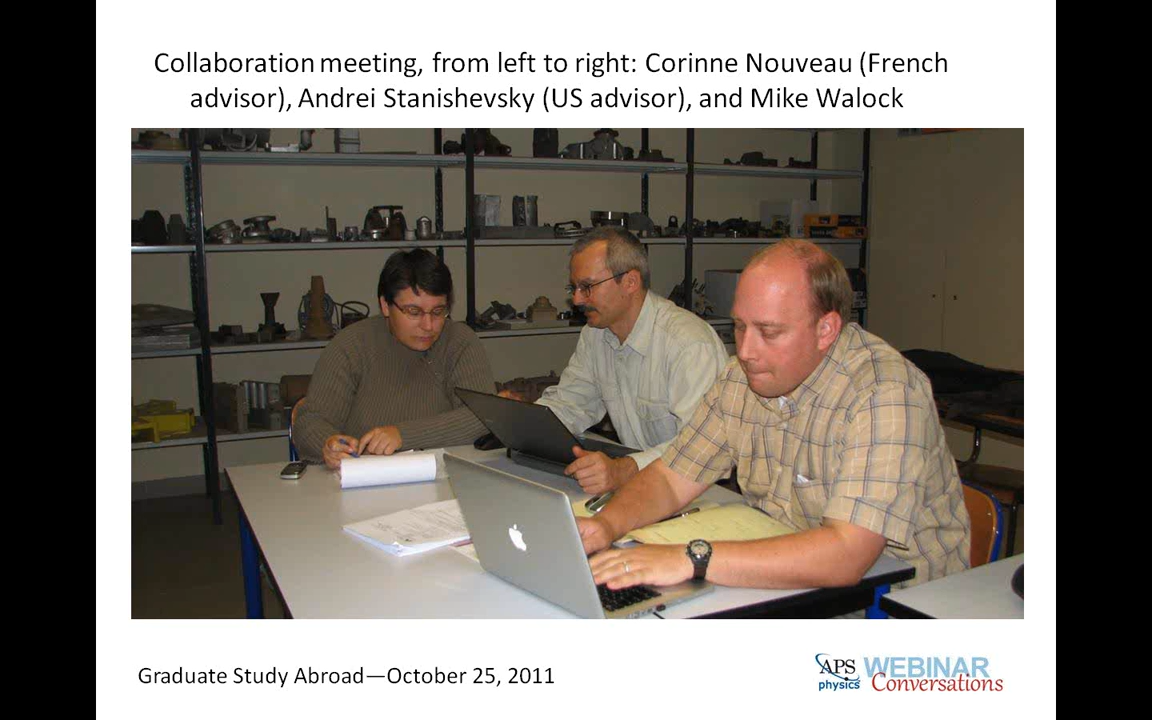 Collaboration meeting, from left to right: Corinne Nouveau (French
advisor), Andrei Stanishevsky (US advisor), and Mike Walock
Graduate Study Abroad—October 25, 2011
APS
physics
WEBINAR
Conversations